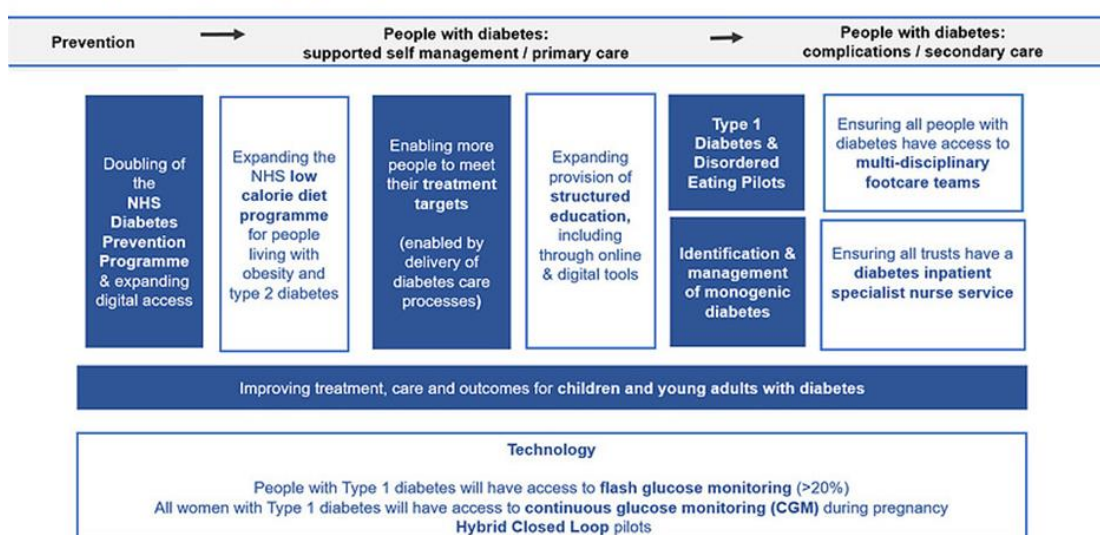 Prevention
People with diabetes:
supported self management / primary care
People with diabetes:
complications / secondary care
Doubling of
the
NHS
Diabetes
Prevention
Programme
& expanding
digital access
Expanding the
NHS low
calorie diet
programme
for people
living with
obesity and
type 2 diabetes
Enabling more
people to meet
their treatment
targets
(enabled by
delivery of
diabetes care
processes)
Expanding
provision of
structured
education,
including
through online
& digital tools
Type 1
Diabetes &
Disordered
Eating Pilots
Identification &
management
of monogenic
diabetes
Ensuring all people with
diabetes have access to
multi-disciplinary
footcare teams
Ensuring all trusts have a
diabetes inpatient
specialist nurse service
Improving treatment, care and outcomes for children and young adults with diabetes
Technology
People with Type 1 diabetes will have access to flash glucose monitoring (>20%)
All women with Type 1 diabetes will have access to continuous glucose monitoring (CGM) during pregnancy
Hybrid Closed Loop pilots